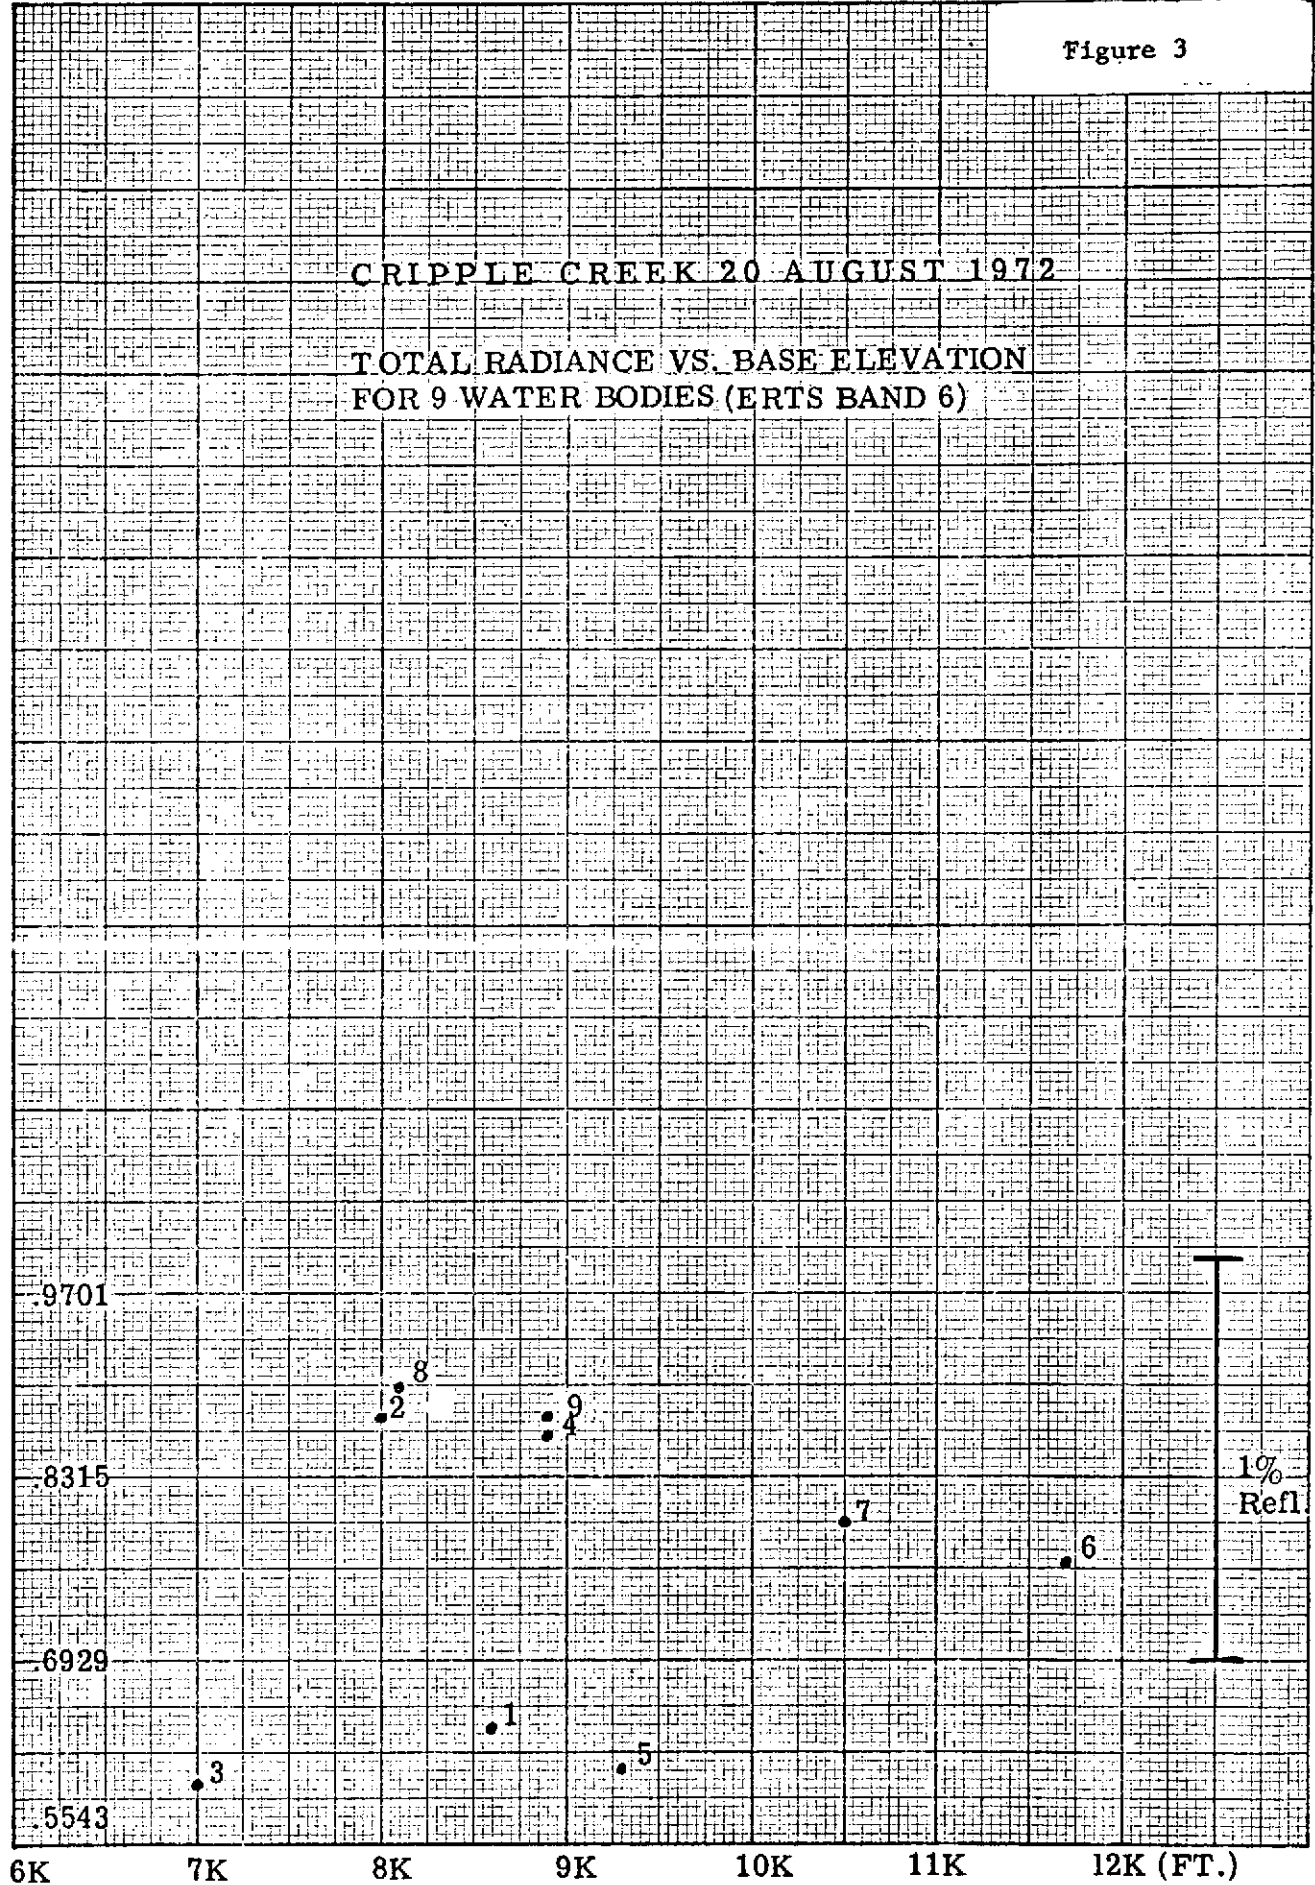 Figure 3
CRIPPLE CREEK 20 AUGUST 1972
TOTAL RADIANCE VS. BASE ELEVATION
FOR 9 WATER BODIES (ERTS BAND 6)
.9701
8
2
9
4
.8315
1%
Refl
7
6
.6929
1
5
3
.5543
6K 7K 8K 9K 10K 11K 12K (FT.)